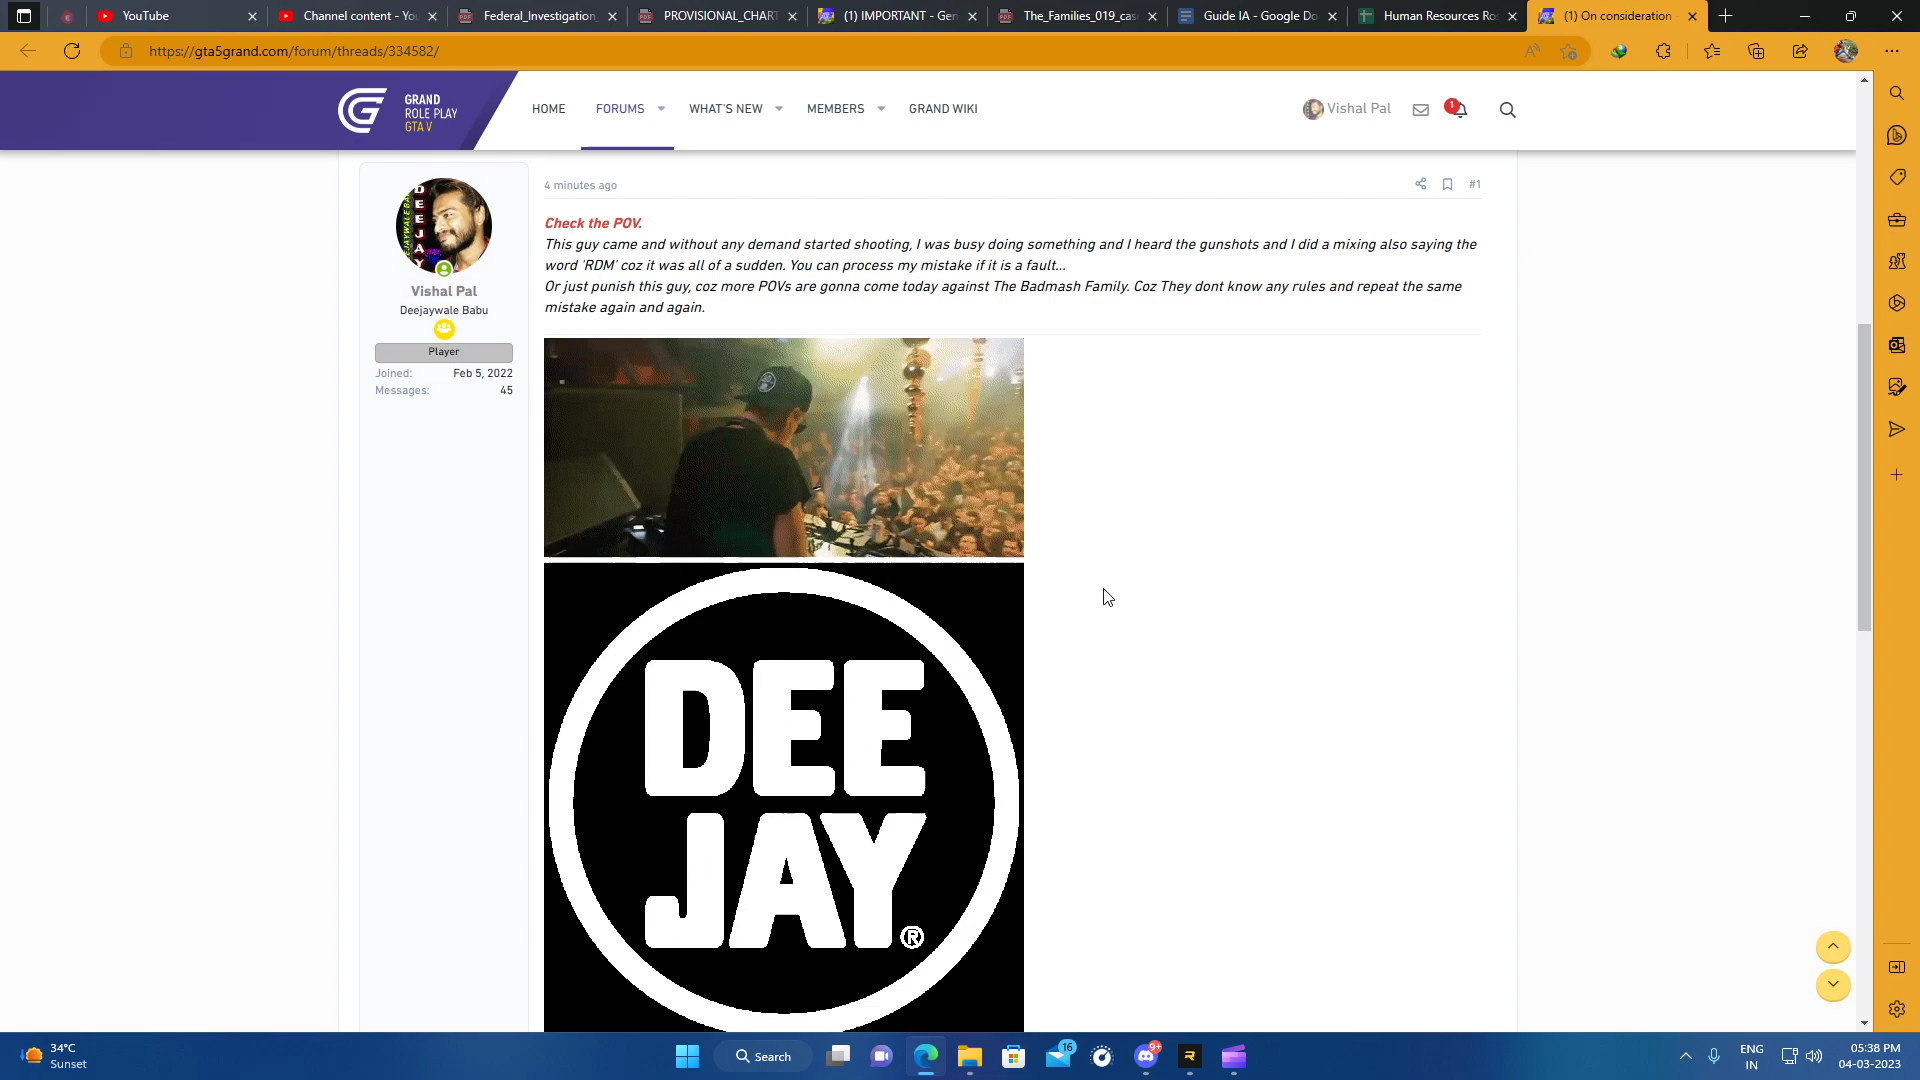 YouTube
Channel content - You
Federal_Investigation_
PROVISIONAL_CHART
(1) IMPORTANT - Gen
The_Families_019_cas
Guide IA - Google Do
Human Resources Ros
(1) On consideration
https://gta5grand.com/forum/threads/334582/
GRAND
ROLE PLAY
GTA V
HOME
FORUMS
WHAT'S NEW
MEMBERS
GRAND WIKI
Vishal Pal
1
4 minutes ago
#1
DEEJAY
Vishal Pal
Deejaywale Babu
Player
Joined: Feb 5, 2022
Messages: 45
Check the POV.
This guy came and without any demand started shooting, I was busy doing something and I heard the gunshots and I did a mixing also saying the
word 'RDM' coz it was all of a sudden. You can process my mistake if it is a fault...
Or just punish this guy, coz more POVs are gonna come today against The Badmash Family. Coz They dont know any rules and repeat the same
mistake again and again.
DEE
JAY®
34°C
Sunset
Search
16
9+
ENG
IN
05:38 PM
04-03-2023